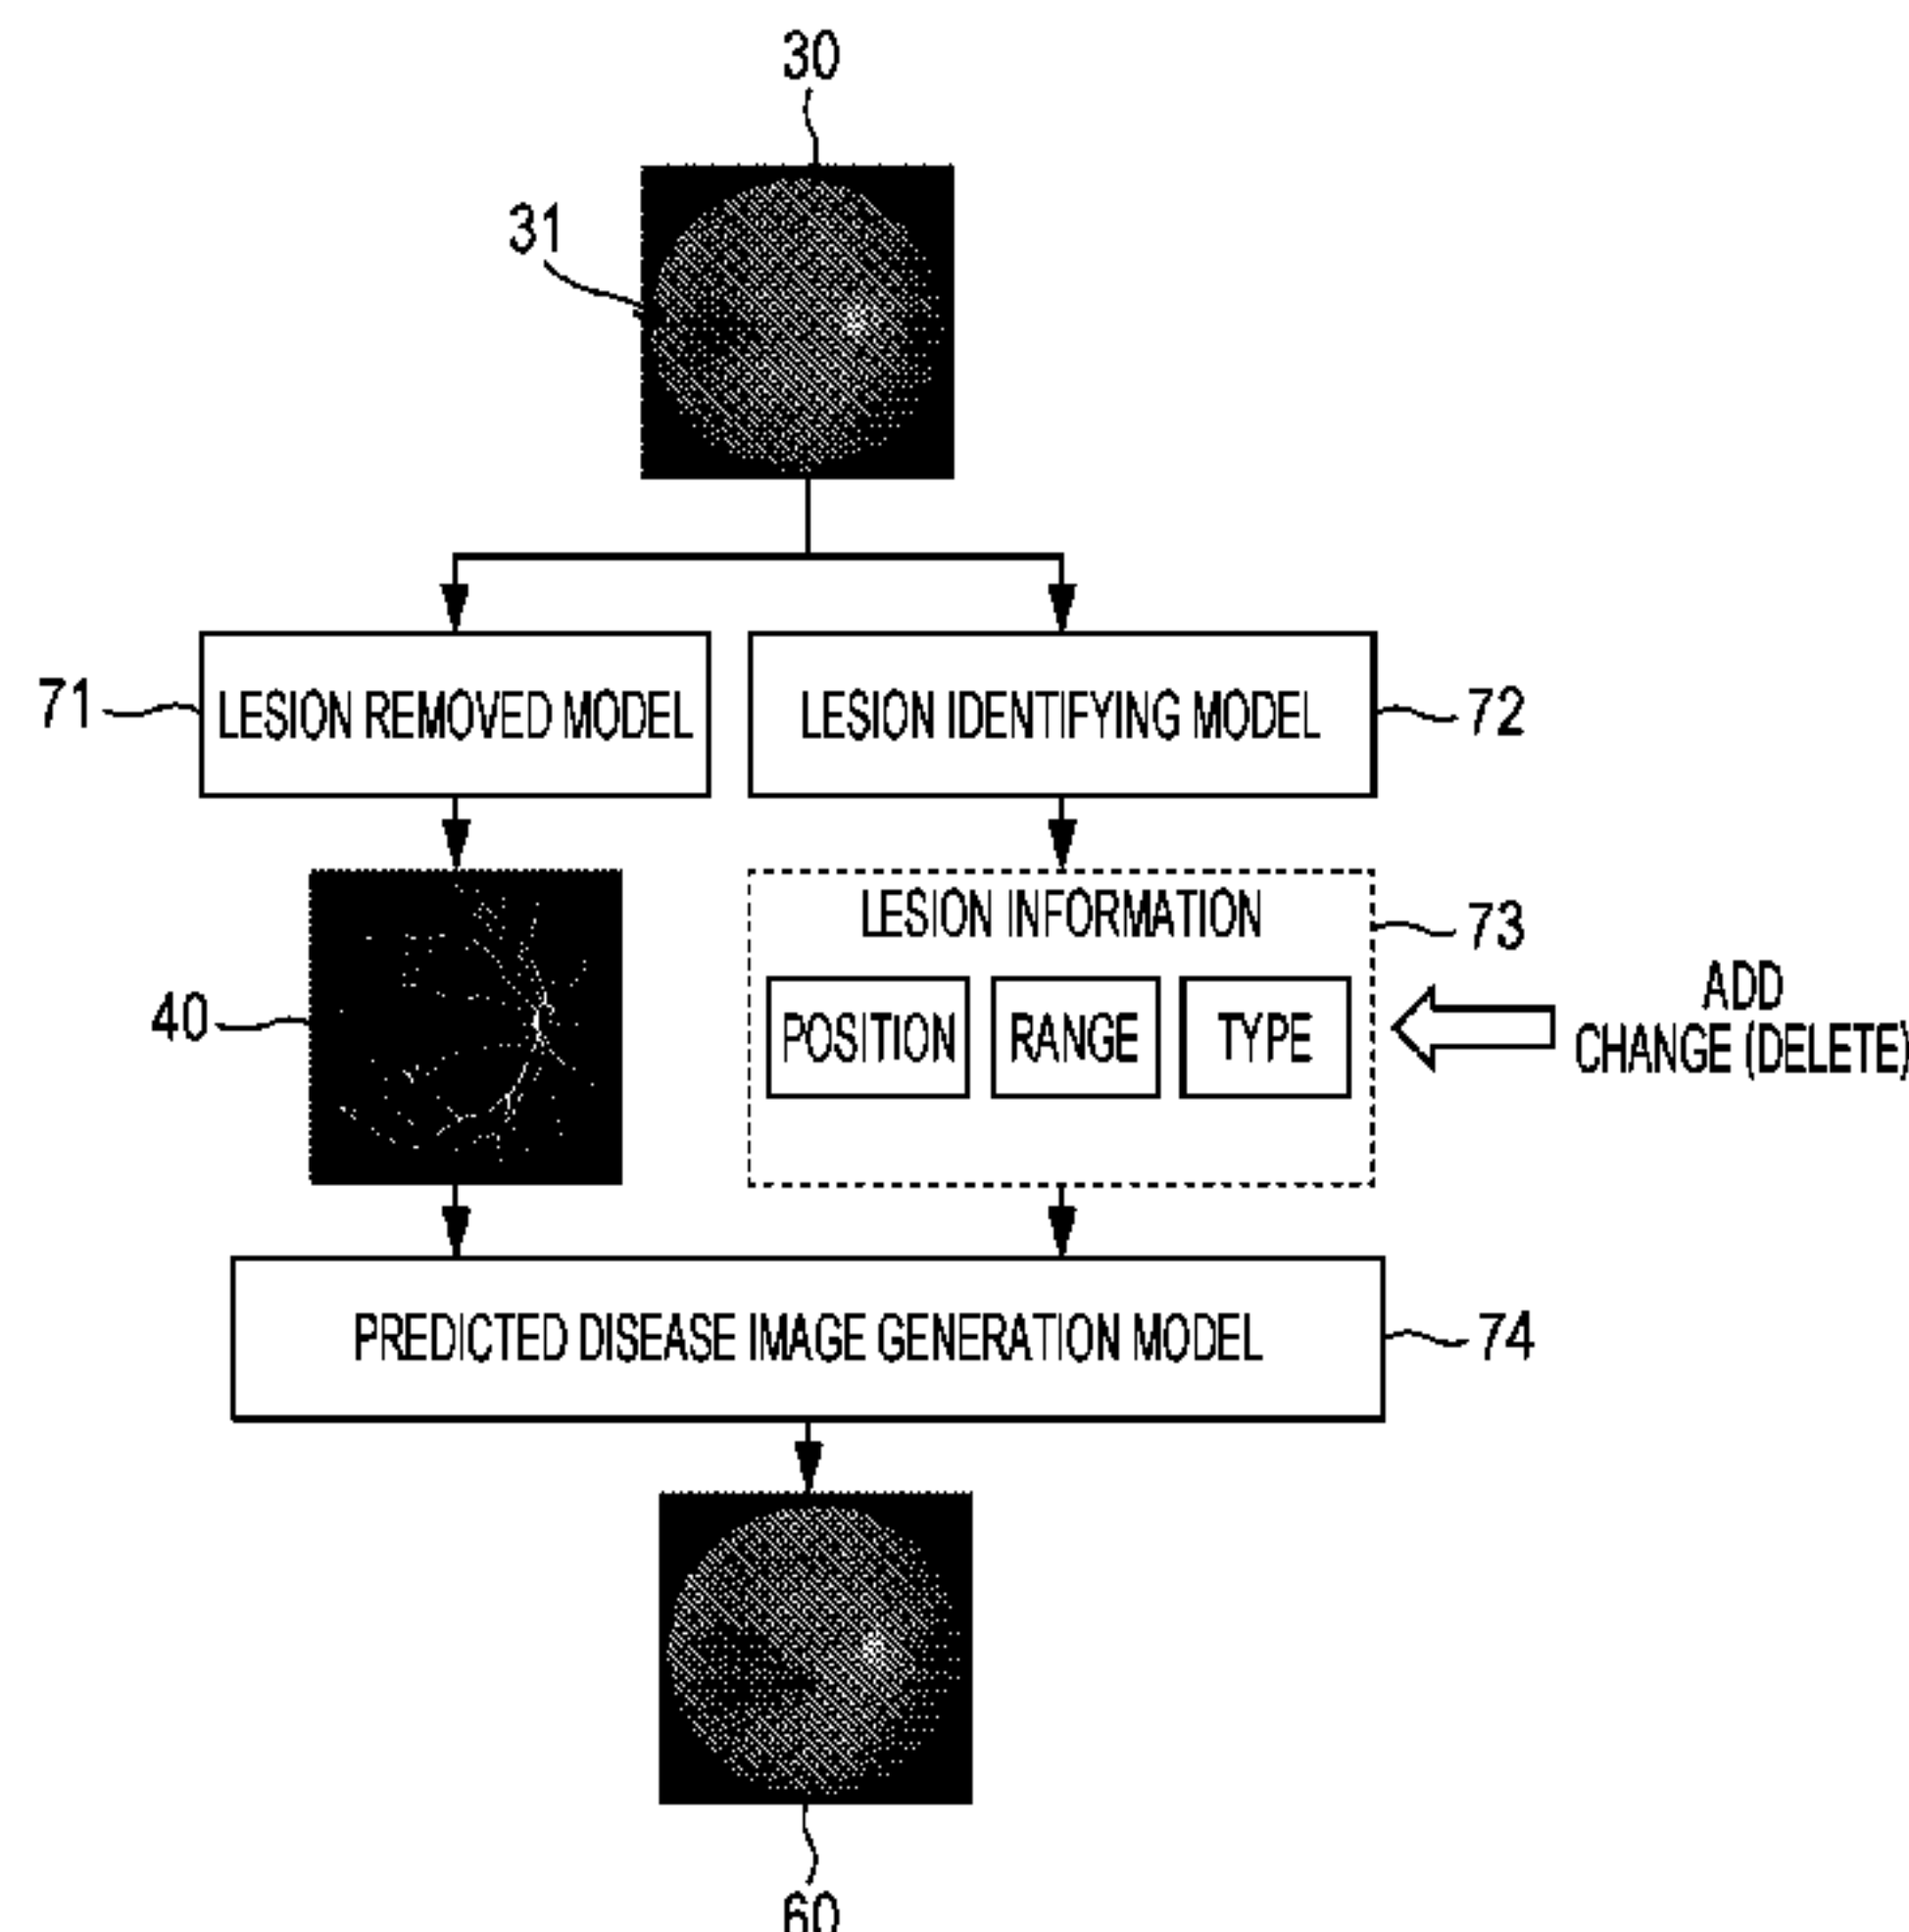 30
31
71
LESION REMOVED MODEL
LESION IDENTIFYING MODEL
72
LESION INFORMATION
73
40
POSITION
RANGE
TYPE
ADD
CHANGE (DELETE)
PREDICTED DISEASE IMAGE GENERATION MODEL
74
60